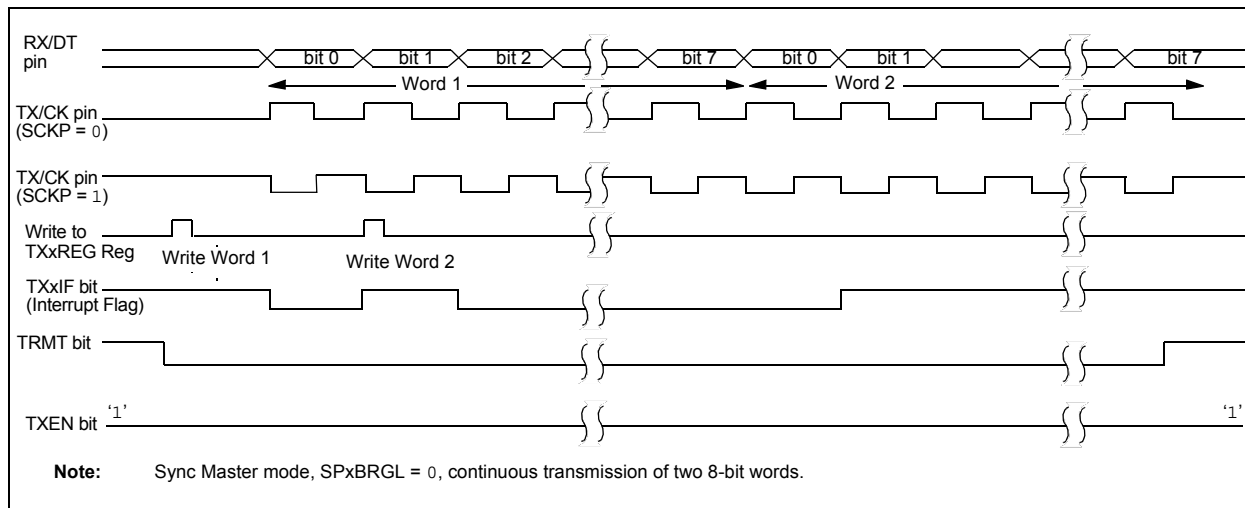 RX/DT
pin
bit 0 bit 1 bit 2 bit 7 bit 0 bit 1 bit 7
Word 1 Word 2
TX/CK pin
(SCKP = 0)
TX/CK pin
(SCKP = 1)
Write to
TXxREG Reg
Write Word 1 Write Word 2
TXxIF bit
(Interrupt Flag)
TRMT bit
TXEN bit ‘1’ ‘1’
Note: Sync Master mode, SPxBRGL = 0, continuous transmission of two 8-bit words.